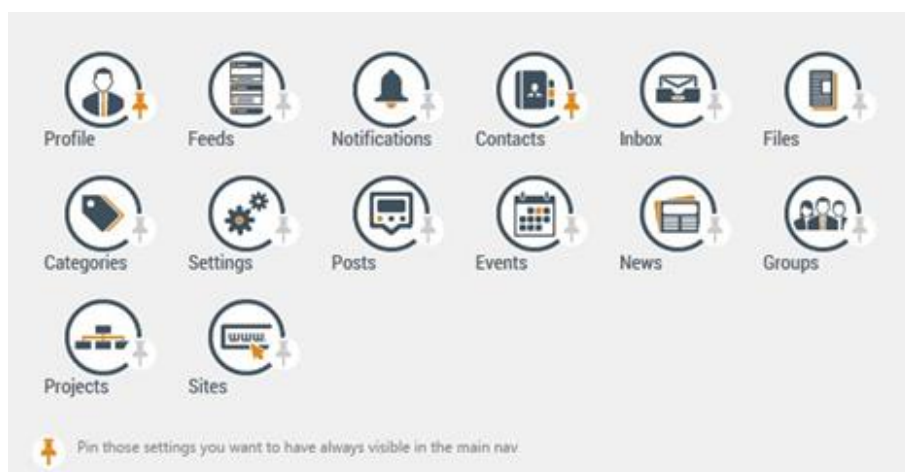 Profile Feeds Notifications Contacts Inbox Files
Categories Settings Posts Events News Groups
www.
Projects Sites
Pin those settings you want to have always visible in the main nav